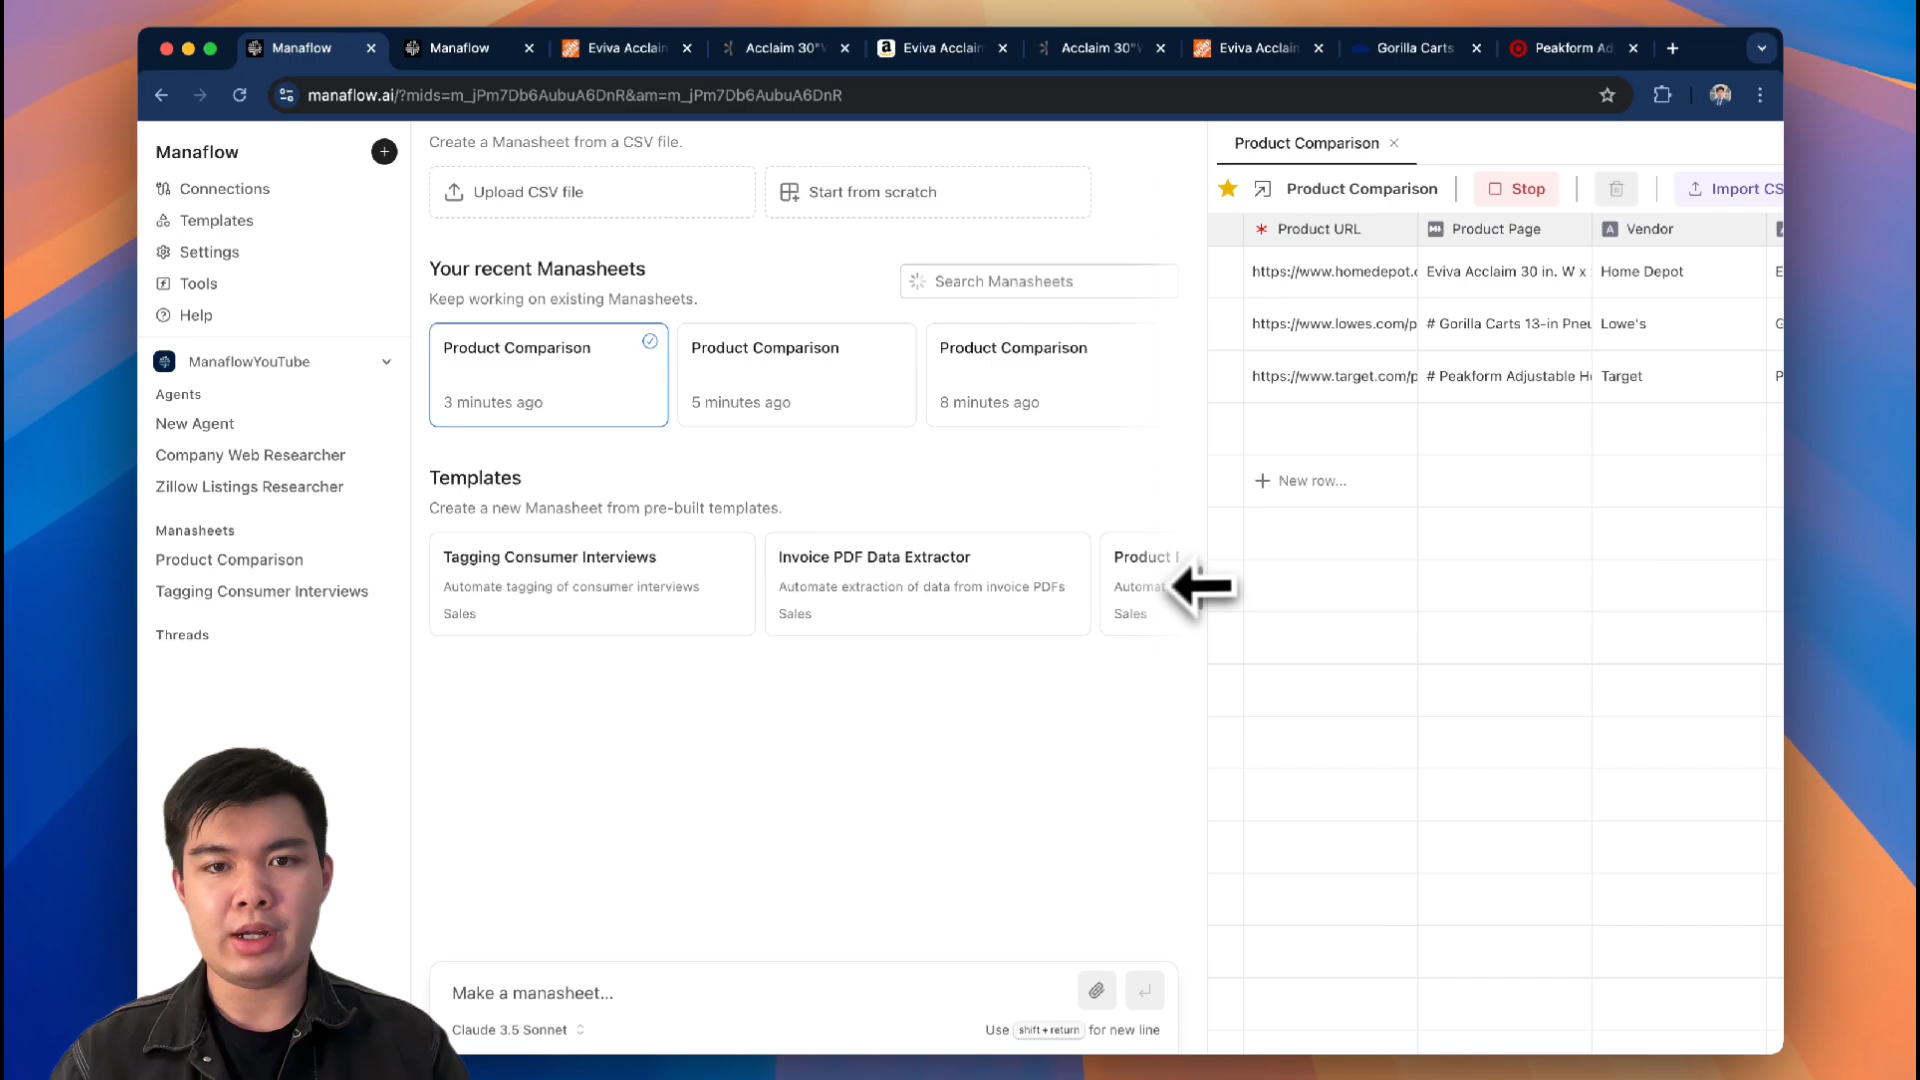 Manaflow
Manaflow
Eviva Acclaim
Acclaim 30"
Eviva Acclaim
Acclaim 30"
Eviva Acclaim
Gorilla Carts
Peakform Ad
manaflow.ai/?mids=m_jPm7Db6AubuA6DnR&am=m_jPm7Db6AubuA6DnR
Manaflow
Connections
Templates
Settings
Tools
Help
ManaflowYouTube
Agents
New Agent
Company Web Researcher
Zillow Listings Researcher
Manasheets
Product Comparison
Tagging Consumer Interviews
Threads
Create a Manasheet from a CSV file.
Upload CSV file
Start from scratch
Your recent Manasheets
Keep working on existing Manasheets.
Search Manasheets
Product Comparison
3 minutes ago
Product Comparison
5 minutes ago
Product Comparison
8 minutes ago
Templates
Create a new Manasheet from pre-built templates.
Tagging Consumer Interviews
Automate tagging of consumer interviews
Sales
Invoice PDF Data Extractor
Automate extraction of data from invoice PDFs
Sales
Product
Automat
Sales
Make a manasheet...
Claude 3.5 Sonnet
Use shift+return for new line
Product Comparison
Product Comparison
Stop
Import CS
Product URL
Product Page
Vendor
https://www.homedepot.c
Eviva Acclaim 30 in. W x
Home Depot
https://www.lowes.com/p
# Gorilla Carts 13-in Pneu
Lowe's
https://www.target.com/p
# Peakform Adjustable He
Target
New row...